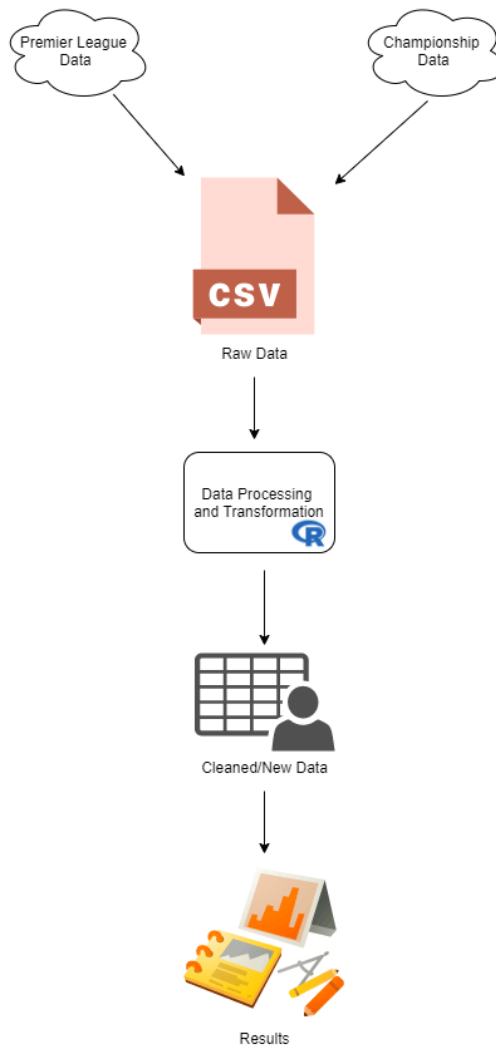 Premier League
Data
Championship
Data
CSV
Raw Data
Data Processing
and Transformation
R
Cleaned/New Data
Results